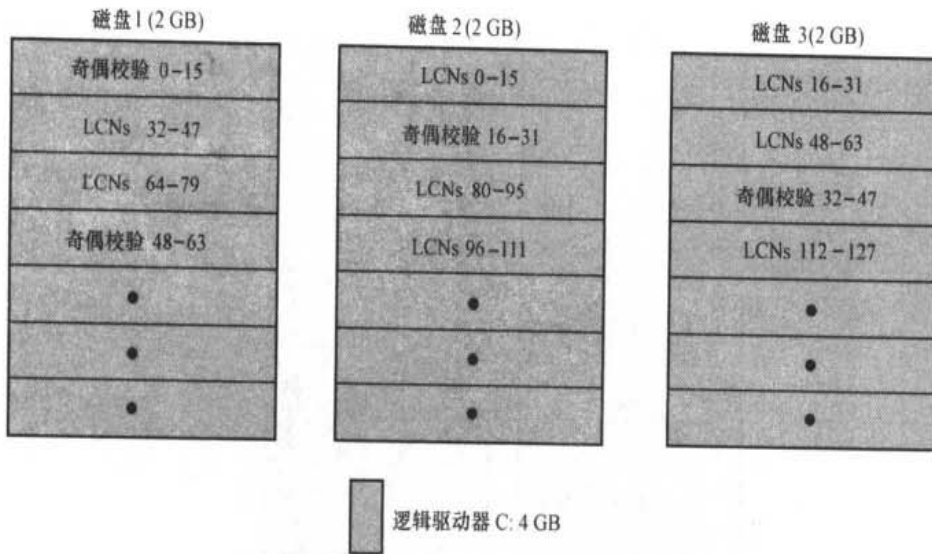 磁盘1 (2 GB)
奇偶校验 0-15
LCNs 32-47
LCNs 64-79
奇偶校验 48-63
磁盘 2 (2 GB)
LCNs 0-15
奇偶校验 16-31
LCNs 80-95
LCNs 96-111
磁盘 3(2 GB)
LCNs 16-31
LCNs 48-63
奇偶校验 32-47
LCNs 112-127
逻辑驱动器 C: 4 GB